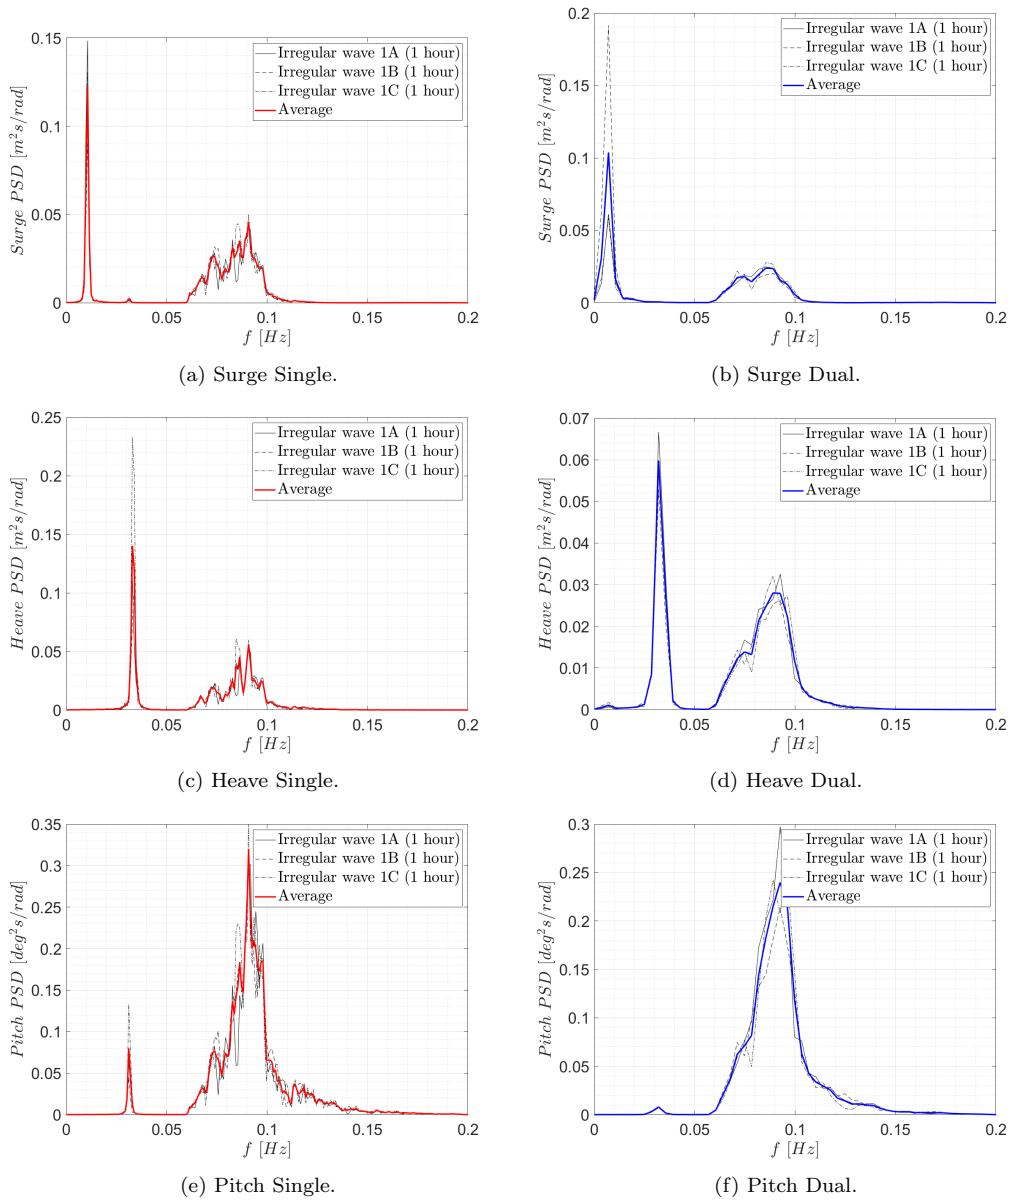 Surge PSD [m²s/rad]
0.15
0.1
0.05
0
Irregular wave 1A (1 hour)
Irregular wave 1B (1 hour)
Irregular wave 1C (1 hour)
Average
0 0.05 0.1 0.15 0.2
f [Hz]
(a) Surge Single.
Surge PSD [m²s/rad]
0.2
0.15
0.1
0.05
0
Irregular wave 1A (1 hour)
Irregular wave 1B (1 hour)
Irregular wave 1C (1 hour)
Average
0 0.05 0.1 0.15 0.2
f [Hz]
(b) Surge Dual.
Heave PSD [m²s/rad]
0.25
0.2
0.15
0.1
0.05
0
Irregular wave 1A (1 hour)
Irregular wave 1B (1 hour)
Irregular wave 1C (1 hour)
Average
0 0.05 0.1 0.15 0.2
f [Hz]
(c) Heave Single.
Heave PSD [m²s/rad]
0.07
0.06
0.05
0.04
0.03
0.02
0.01
0
Irregular wave 1A (1 hour)
Irregular wave 1B (1 hour)
Irregular wave 1C (1 hour)
Average
0 0.05 0.1 0.15 0.2
f [Hz]
(d) Heave Dual.
Pitch PSD [deg²s/rad]
0.35
0.3
0.25
0.2
0.15
0.1
0.05
0
Irregular wave 1A (1 hour)
Irregular wave 1B (1 hour)
Irregular wave 1C (1 hour)
Average
0 0.05 0.1 0.15 0.2
f [Hz]
(e) Pitch Single.
Pitch PSD [deg²s/rad]
0.3
0.25
0.2
0.15
0.1
0.05
0
Irregular wave 1A (1 hour)
Irregular wave 1B (1 hour)
Irregular wave 1C (1 hour)
Average
0 0.05 0.1 0.15 0.2
f [Hz]
(f) Pitch Dual.